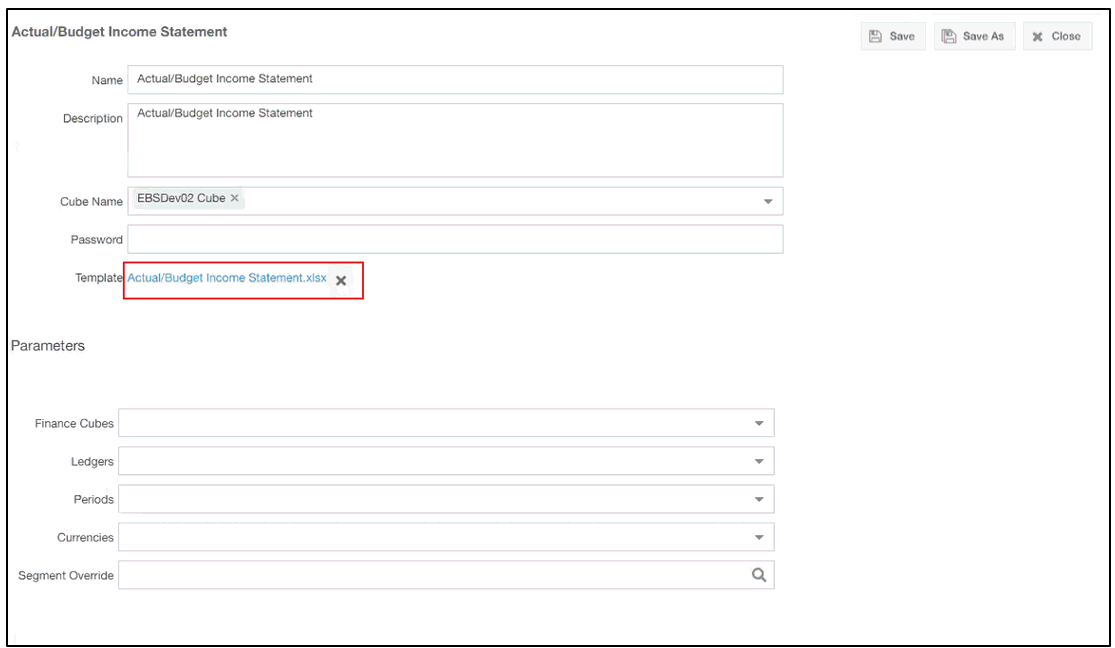 Actual/Budget Income Statement
Save
Save As
Close
Name
Actual/Budget Income Statement
Description
Actual/Budget Income Statement
Cube Name
EBSDev02 Cube
Password
Template
Actual/Budget Income Statement.xlsx
Parameters
Finance Cubes
Ledgers
Periods
Currencies
Segment Override